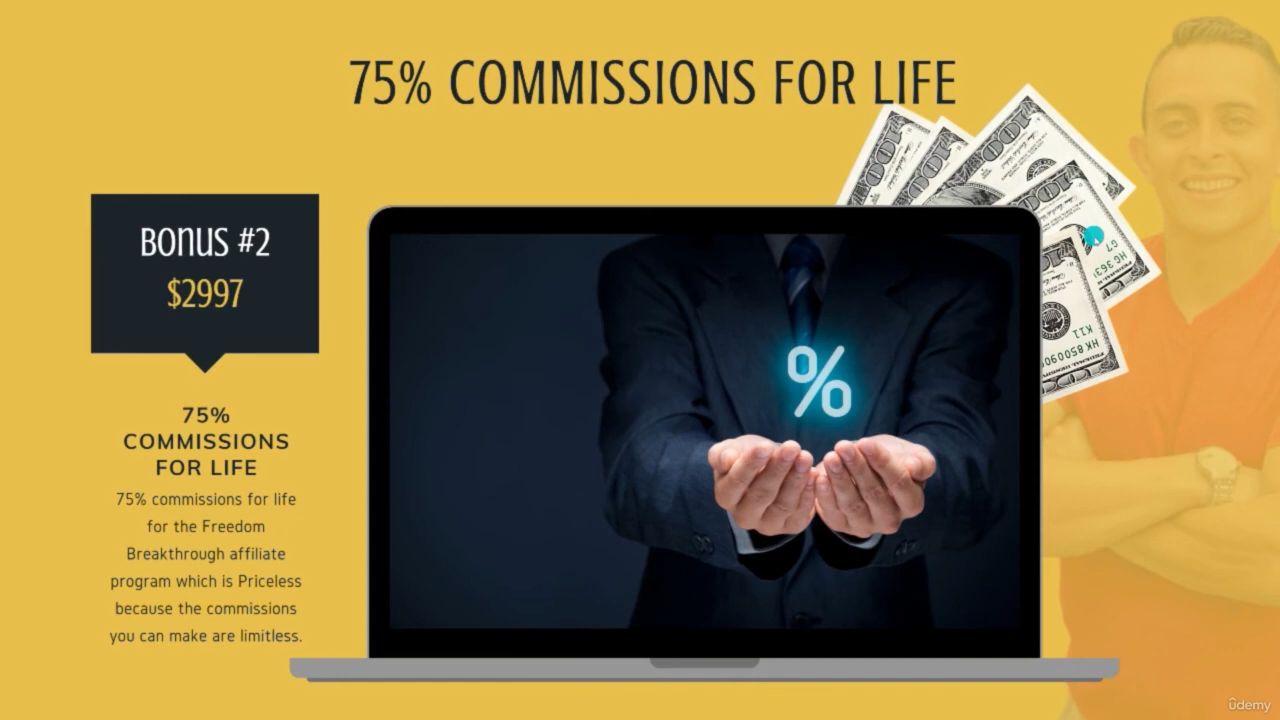 75% COMMISSIONS FOR LIFE
BONUS #2
$2997
75%
COMMISSIONS
FOR LIFE
75% commissions for life
for the Freedom
Breakthrough affiliate
program which is Priceless
because the commissions
you can make are limitless.
%
ûdemy